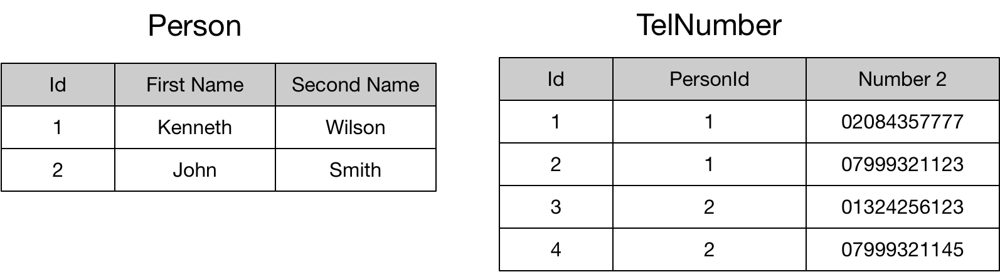 Person
Id First Name Second Name
1 Kenneth Wilson
2 John Smith
TelNumber
Id PersonId Number 2
1 1 02084357777
2 1 07999321123
3 2 01324256123
4 2 07999321145